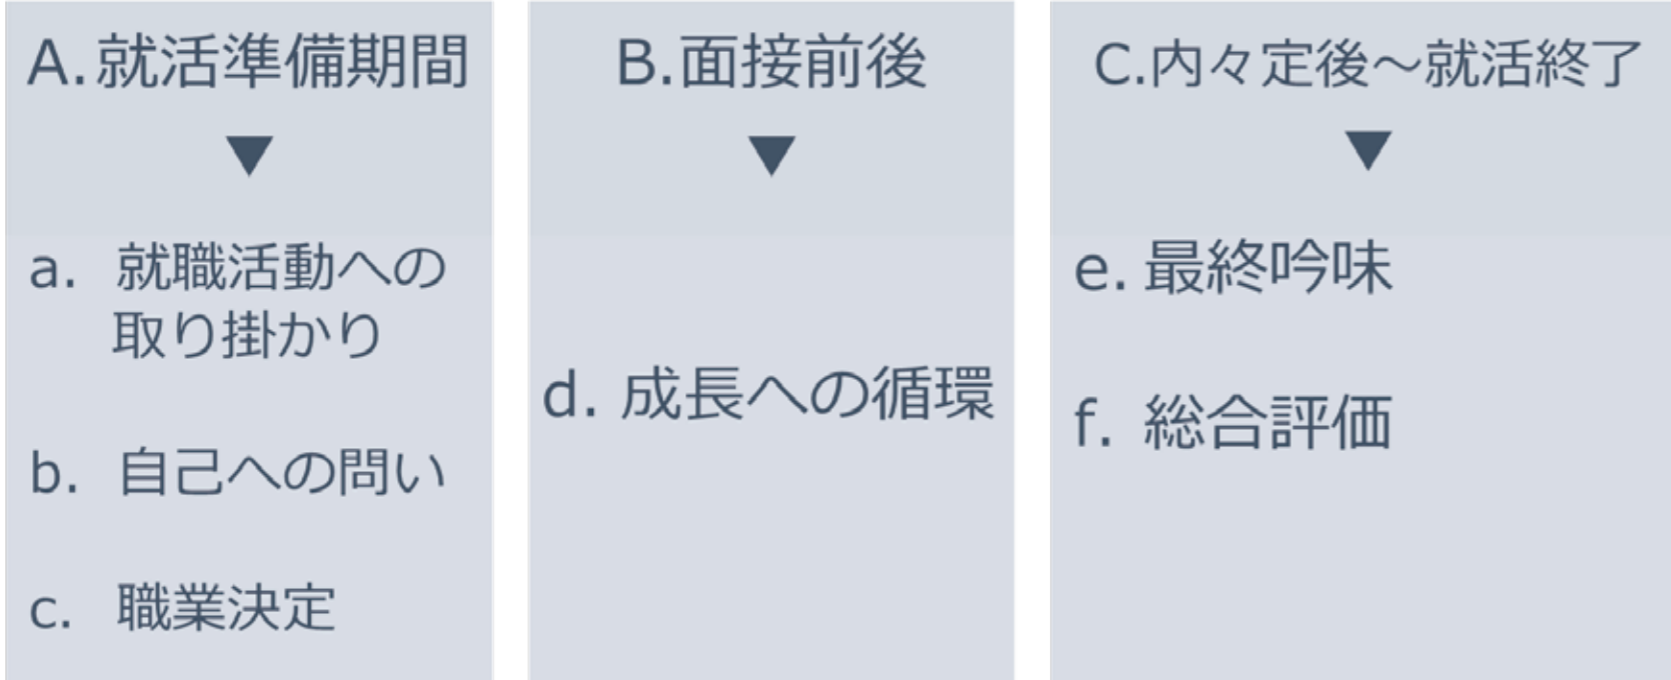 A.就活準備期間
▼
a. 就職活動への
取り掛かり
b. 自己への問い
c. 職業決定
B.面接前後
▼
d. 成長への循環
C.内々定後～就活終了
▼
e. 最終吟味
f. 総合評価